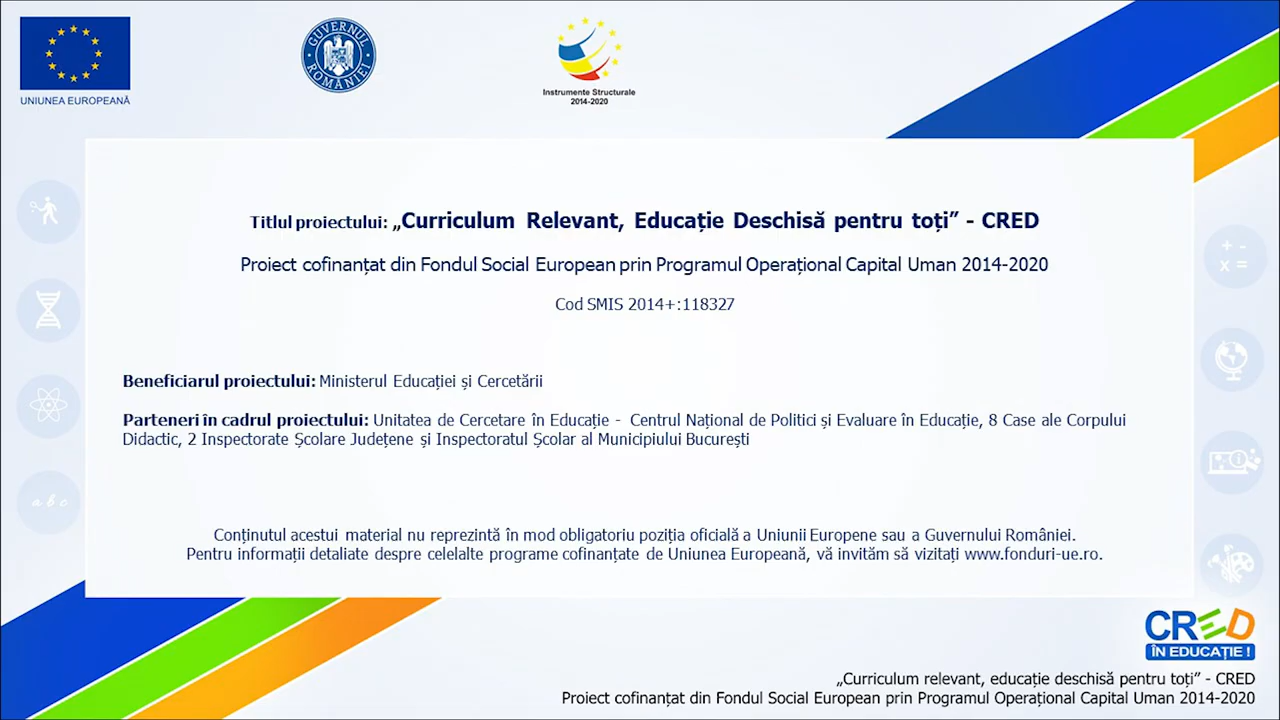 UNIUNEA EUROPEANĂ
GUVERNUL ROMÂNIEI
Instrumente Structurale
2014-2020
Titlul proiectului: „Curriculum Relevant, Educație Deschisă pentru toți” - CRED
Proiect cofinanțat din Fondul Social European prin Programul Operațional Capital Uman 2014-2020
Cod SMIS 2014+:118327
Beneficiarul proiectului: Ministerul Educației și Cercetării
Parteneri în cadrul proiectului: Unitatea de Cercetare în Educație - Centrul Național de Politici și Evaluare în Educație, 8 Case ale Corpului
Didactic, 2 Inspectorate Școlare Județene și Inspectoratul Școlar al Municipiului București
Conținutul acestui material nu reprezintă în mod obligatoriu poziția oficială a Uniunii Europene sau a Guvernului României.
Pentru informații detaliate despre celelalte programe cofinanțate de Uniunea Europeană, vă invităm să vizitați www.fonduri-ue.ro.
+ -
x =
a b c
CRED
ÎN EDUCAȚIE !
„Curriculum relevant, educație deschisă pentru toți” - CRED
Proiect cofinanțat din Fondul Social European prin Programul Operațional Capital Uman 2014-2020